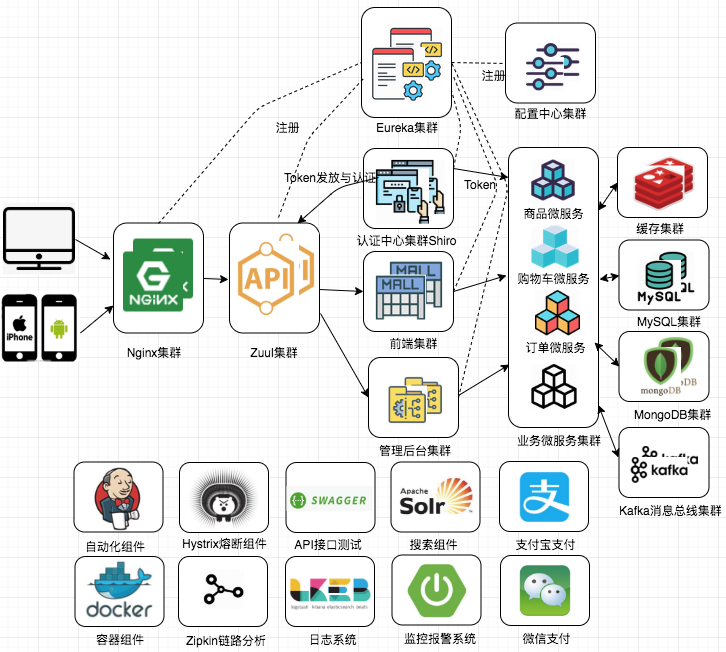 Eureka集群
注册
配置中心集群
注册
Token发放与认证
Token
认证中心集群Shiro
商品微服务
购物车微服务
订单微服务
业务微服务集群
缓存集群
MySQL
QL
MySQL集群
mongoDB
DB
MongoDB集群
kafka
kafka
Kafka消息总线集群
iPhone
NGINX
Nginx集群
API
Zuul集群
MALL
MALL
前端集群
管理后台集群
自动化组件
Hystrix熔断组件
SWAGGER
API接口测试
Apache
Solr
搜索组件
支
支付宝支付
docker
容器组件
Zipkin链路分析
LKEB
logstash kibana elasticsearch beats
日志系统
监控报警系统
微信支付